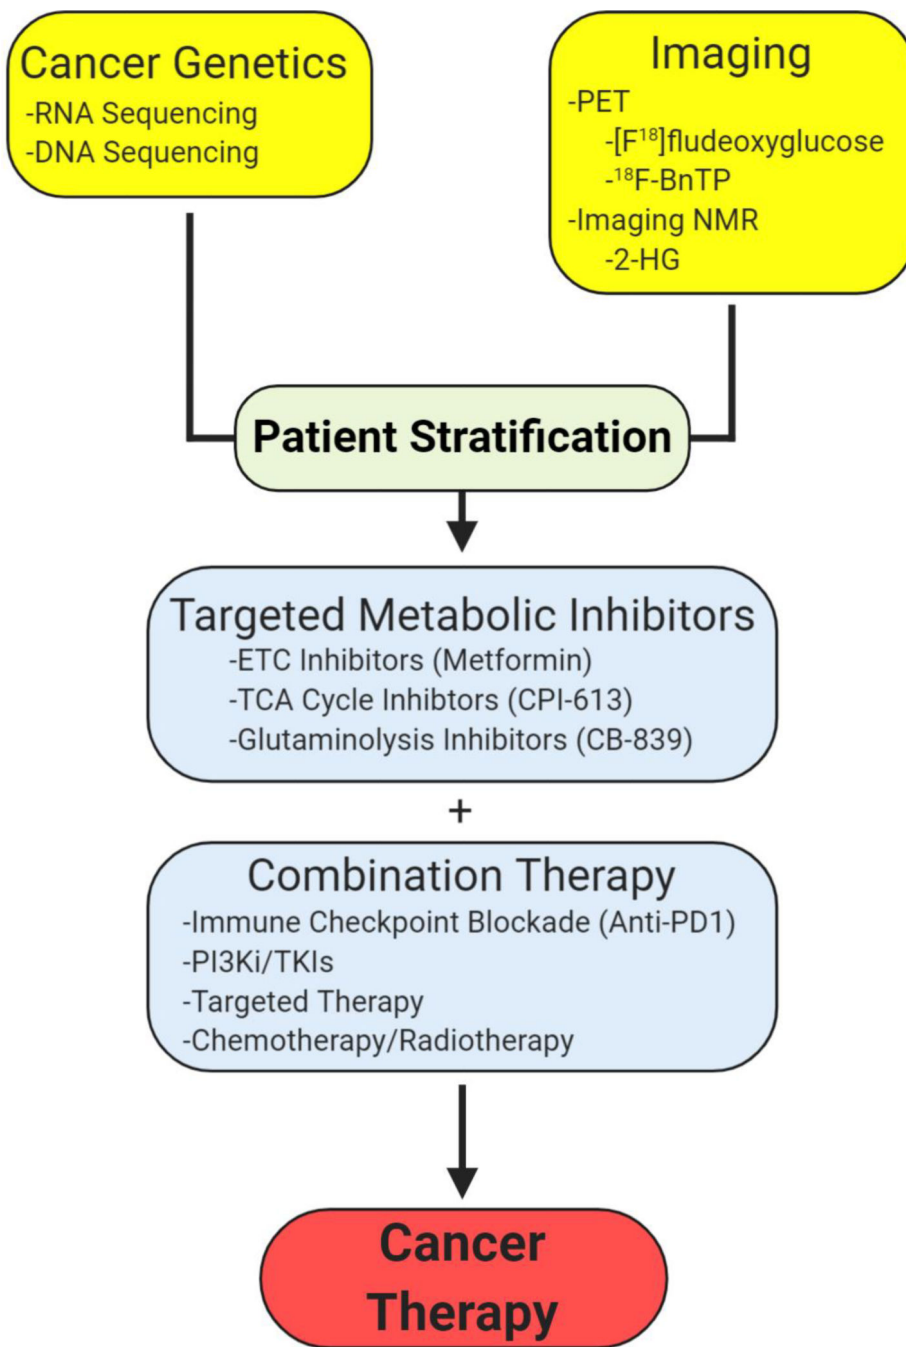 Cancer Genetics
-RNA Sequencing
-DNA Sequencing
Imaging
-PET
-[F¹⁸]fludeoxyglucose
-¹⁸F-BnTP
-Imaging NMR
-2-HG
Patient Stratification
Targeted Metabolic Inhibitors
-ETC Inhibitors (Metformin)
-TCA Cycle Inhibtors (CPI-613)
-Glutaminolysis Inhibitors (CB-839)
+
Combination Therapy
-Immune Checkpoint Blockade (Anti-PD1)
-PI3Ki/TKIs
-Targeted Therapy
-Chemotherapy/Radiotherapy
Cancer
Therapy